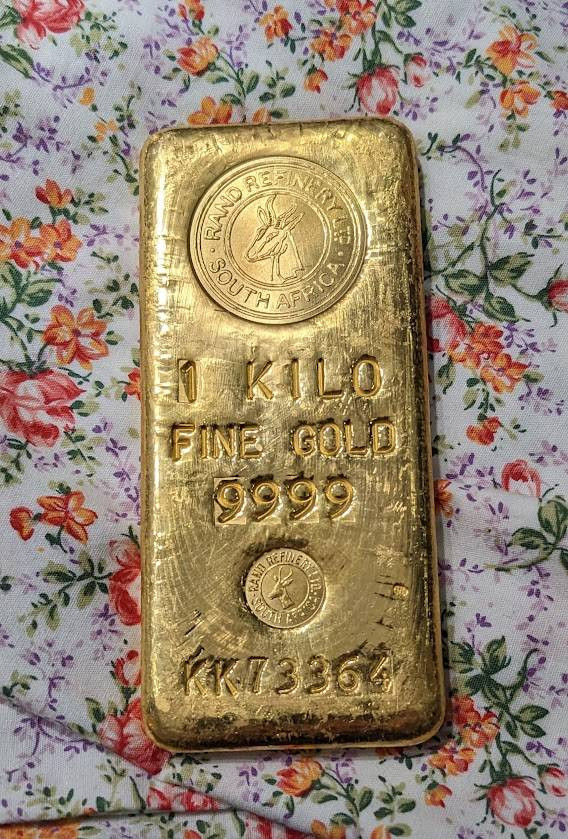 RAND REFINERY LTD
SOUTH AFRICA
1 KILO
FINE GOLD
9999
RAND REFINERY LTD
SOUTH AFRICA
KK73364